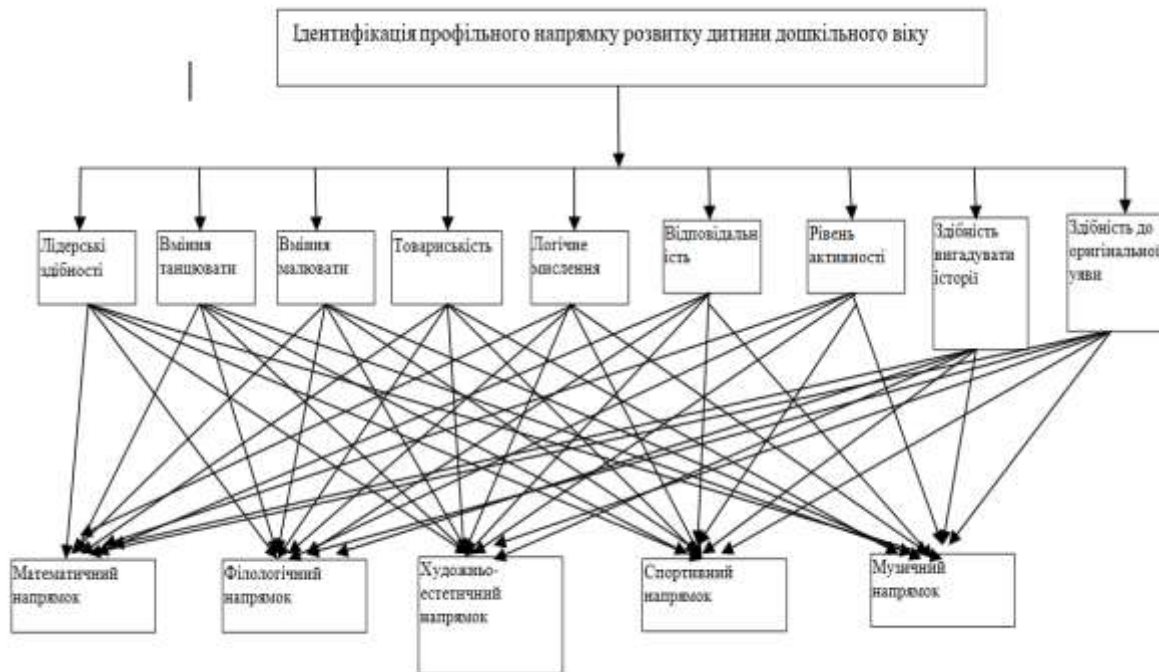 Ідентифікація профільного напрямку розвитку дитини дошкільного віку
Лідерські
здібності
Вміння
танцювати
Вміння
малювати
Товариськість
Логічне
мислення
Відповідальн
ість
Рівень
активності
Здібність
вигадувати
історії
Здібність до
оригінальної
уяви
Математичний
напрямок
Філологічний
напрямок
Художньо-
естетичний
напрямок
Спортивний
напрямок
Музичний
напрямок